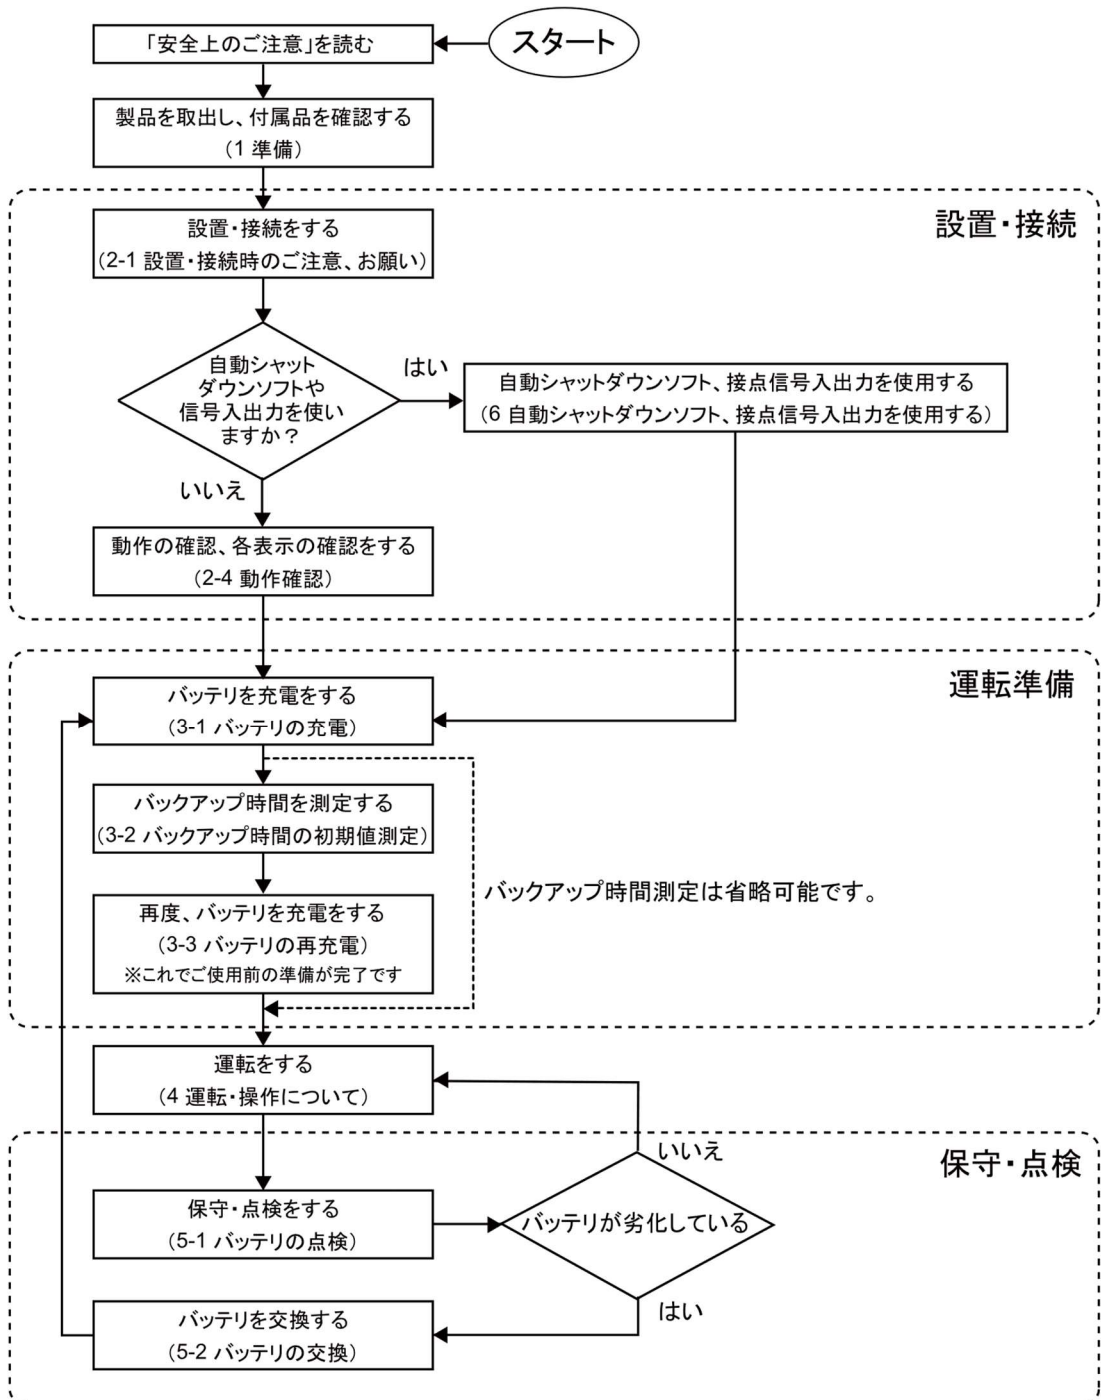 スタート
「安全上のご注意」を読む
製品を取出し、付属品を確認する
(1 準備)
設置・接続
設置・接続をする
(2-1 設置・接続時のご注意、お願い)
自動シャット
ダウンソフトや
信号入出力を使い
ますか？
はい
自動シャットダウンソフト、接点信号入出力を使用する
(6 自動シャットダウンソフト、接点信号入出力を使用する)
いいえ
動作の確認、各表示の確認をする
(2-4 動作確認)
運転準備
バッテリを充電をする
(3-1 バッテリの充電)
バックアップ時間を測定する
(3-2 バックアップ時間の初期値測定)
バックアップ時間測定は省略可能です。
再度、バッテリを充電をする
(3-3 バッテリの再充電)
※これでご使用前の準備が完了です
運転をする
(4 運転・操作について)
保守・点検
いいえ
保守・点検をする
(5-1 バッテリの点検)
バッテリが劣化している
はい
バッテリを交換する
(5-2 バッテリの交換)